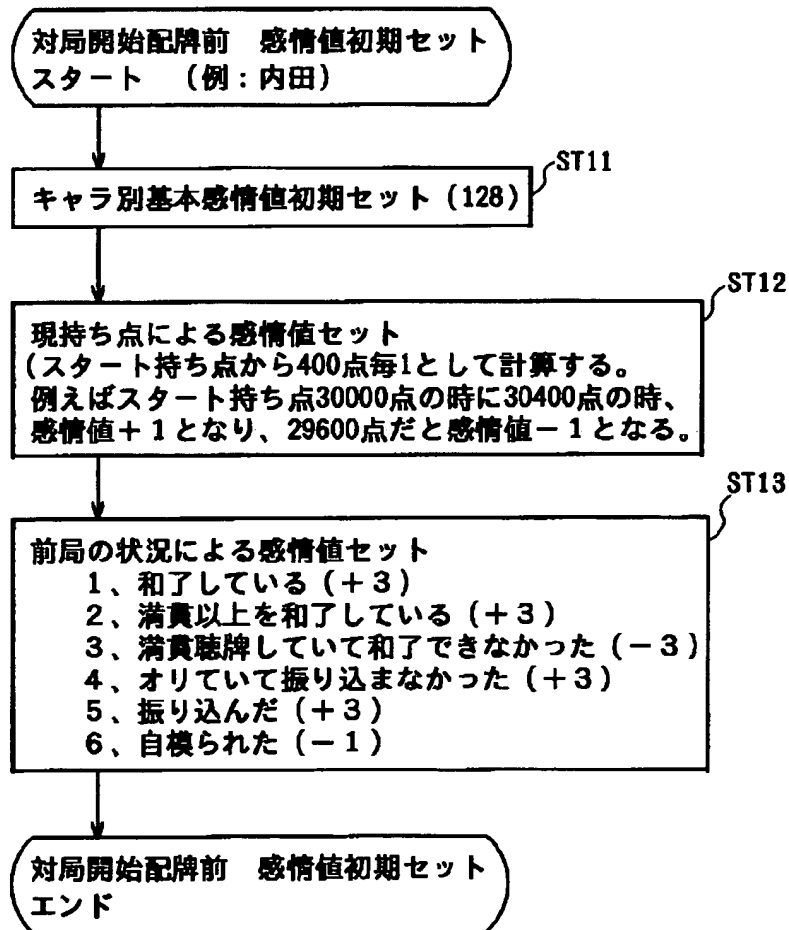 対局開始配牌前　感情値初期セット
スタート　（例：内田）
ST11
キャラ別基本感情値初期セット（128）
ST12
現持ち点による感情値セット
（スタート持ち点から400点毎1として計算する。
例えばスタート持ち点30000点の時に30400点の時、
感情値＋１となり、29600点だと感情値－１となる。
ST13
前局の状況による感情値セット
１、和了している（＋３）
２、満貫以上を和了している（＋３）
３、満貫聴牌していて和了できなかった（－３）
４、オリていて振り込まなかった（＋３）
５、振り込んだ（＋３）
６、自模られた（－１）
対局開始配牌前　感情値初期セット
エンド